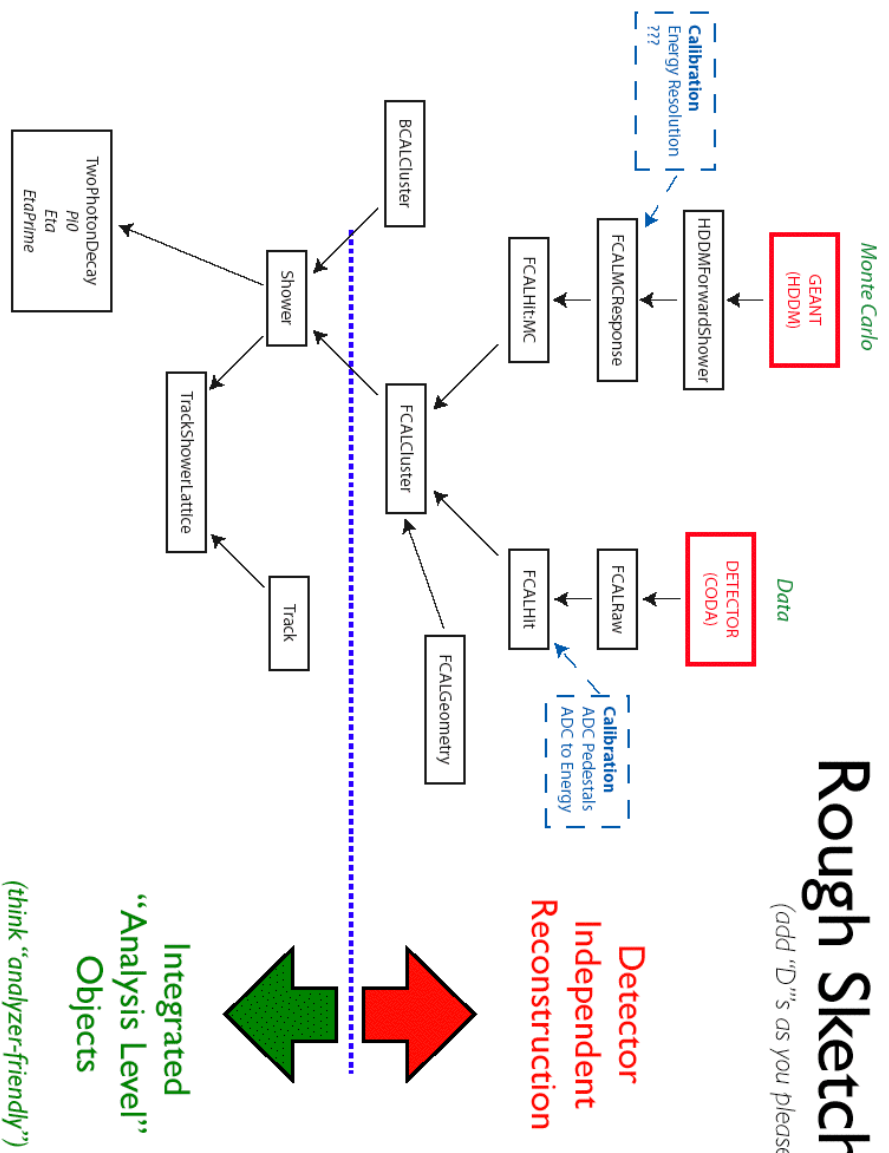 Rough Sketch
(add "D"s as you please
Monte Carlo
Data
GEANT
(HDDM)
DETECTOR
(CODA)
HDDMForwardShower
FCALRaw
Calibration
Energy Resolution
???
FCALMCResponse
Calibration
ADC Pedestals
ADC to Energy
FCALHit:MC
FCALHit
FCALGeometry
BCALCluster
FCALCluster
Detector
Independent
Reconstruction
Shower
Track
TrackShowerLattice
TwoPhotonDecay
Pi0
Eta
EtaPrime
Integrated
“Analysis Level”
Objects
(think “analyzer-friendly”)